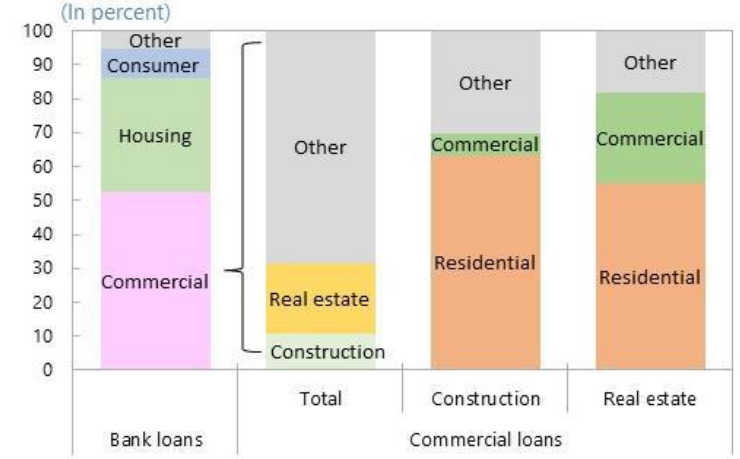 (In percent)
100
90
80
70
60
50
40
30
20
10
0
Other
Consumer
Housing
Commercial
Other
Real estate
Construction
Other
Commercial
Residential
Other
Commercial
Residential
Total
Construction
Real estate
Bank loans
Commercial loans